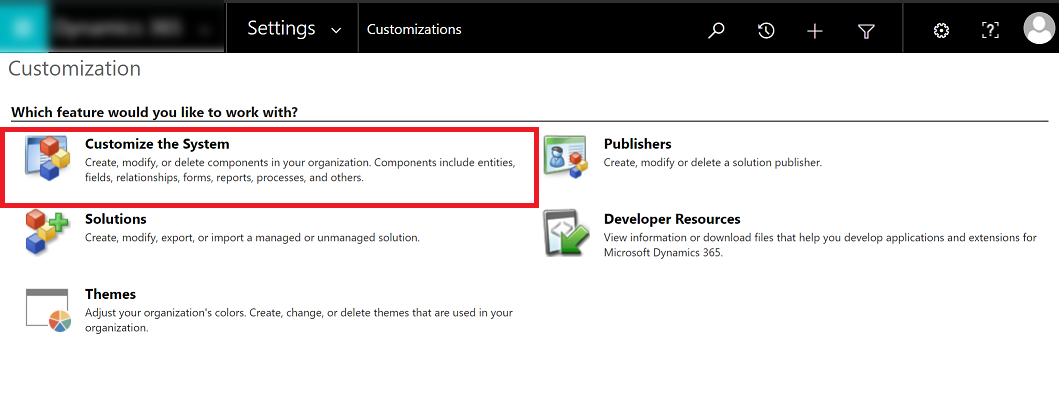 Dynamics 365
Settings
Customizations
[?]
Customization
Which feature would you like to work with?
Customize the System
Create, modify, or delete components in your organization. Components include entities,
fields, relationships, forms, reports, processes, and others.
Publishers
Create, modify or delete a solution publisher.
Solutions
Create, modify, export, or import a managed or unmanaged solution.
Developer Resources
View information or download files that help you develop applications and extensions for
Microsoft Dynamics 365.
Themes
Adjust your organization's colors. Create, change, or delete themes that are used in your
organization.